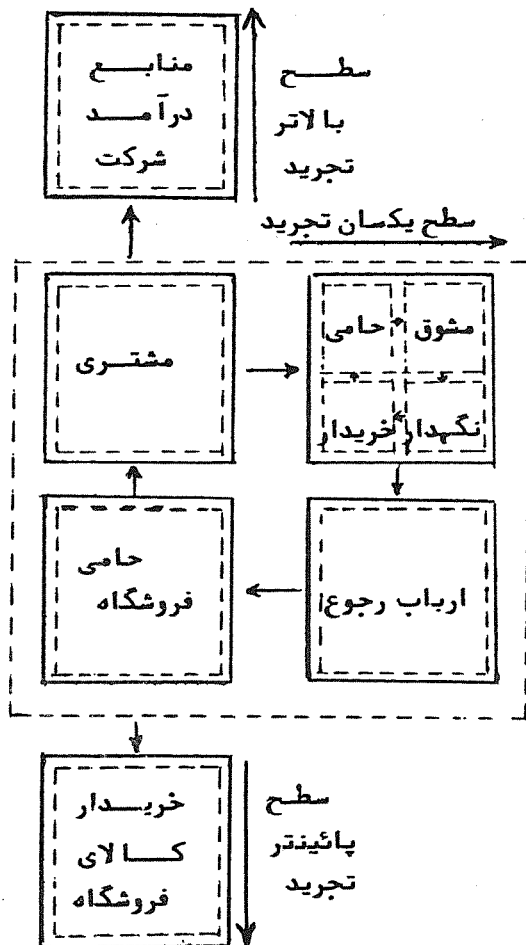 منابع
درآمد
شرکت
سطح
بالاتر
تجرید
سطح یکسان تجرید
مشتری
مشوق
حامی
نگهدار
خریدار
حامی
فروشگاه
ارباب رجوع
خریدار
کالای
فروشگاه
سطح
پائینتر
تجرید